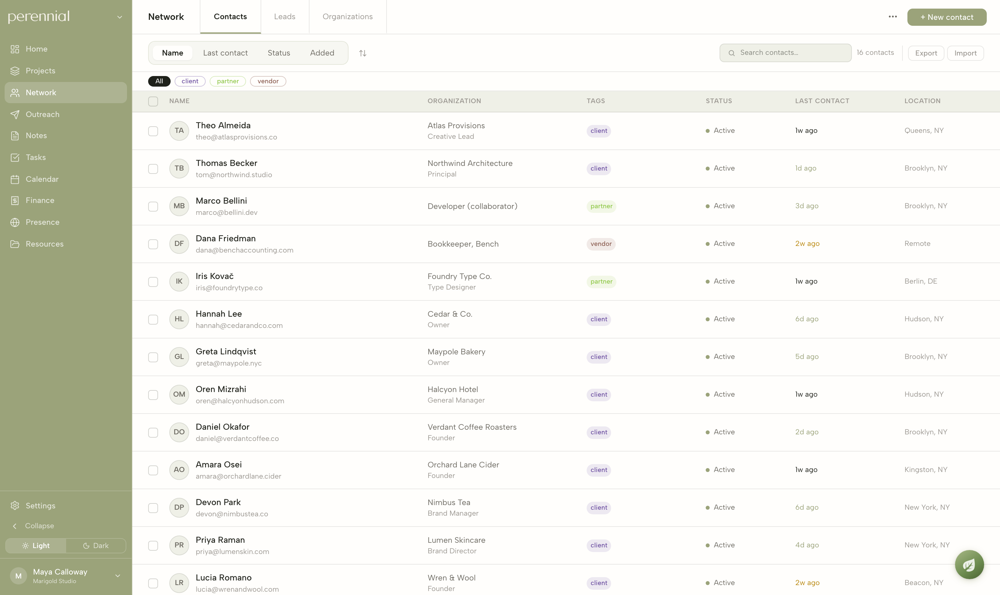 perennial
Home
Projects
Network
Outreach
Notes
Tasks
Calendar
Finance
Presence
Resources
Settings
Collapse
Light Dark
M Maya Calloway
Marigold Studio
Network Contacts Leads Organizations ••• + New contact
Name Last contact Status Added Search contacts... 16 contacts Export Import
All client partner vendor
NAME ORGANIZATION TAGS STATUS LAST CONTACT LOCATION
TA Theo Almeida Atlas Provisions client Active 1w ago Queens, NY
theo@atlasprovisions.co Creative Lead
TB Thomas Becker Northwind Architecture client Active 1d ago Brooklyn, NY
tom@northwind.studio Principal
MB Marco Bellini Developer (collaborator) partner Active 3d ago Brooklyn, NY
marco@bellini.dev
DF Dana Friedman Bookkeeper, Bench vendor Active 2w ago Remote
dana@benchaccounting.com
IK Iris Kovač Foundry Type Co. partner Active 1w ago Berlin, DE
iris@foundrytype.co Type Designer
HL Hannah Lee Cedar & Co. client Active 6d ago Hudson, NY
hannah@cedarandco.com Owner
GL Greta Lindqvist Maypole Bakery client Active 5d ago Brooklyn, NY
greta@maypole.nyc Owner
OM Oren Mizrahi Halcyon Hotel client Active 1w ago Hudson, NY
oren@halcyonhudson.com General Manager
DO Daniel Okafor Verdant Coffee Roasters client Active 2d ago Brooklyn, NY
daniel@verdantcoffee.co Founder
AO Amara Osei Orchard Lane Cider client Active 1w ago Kingston, NY
amara@orchardlane.cider Founder
DP Devon Park Nimbus Tea client Active 6d ago New York, NY
devon@nimbustea.co Brand Manager
PR Priya Raman Lumen Skincare client Active 4d ago New York, NY
priya@lumenskin.com Brand Director
LR Lucia Romano Wren & Wool client Active 2w ago Beacon, NY
lucia@wrenandwool.com Founder